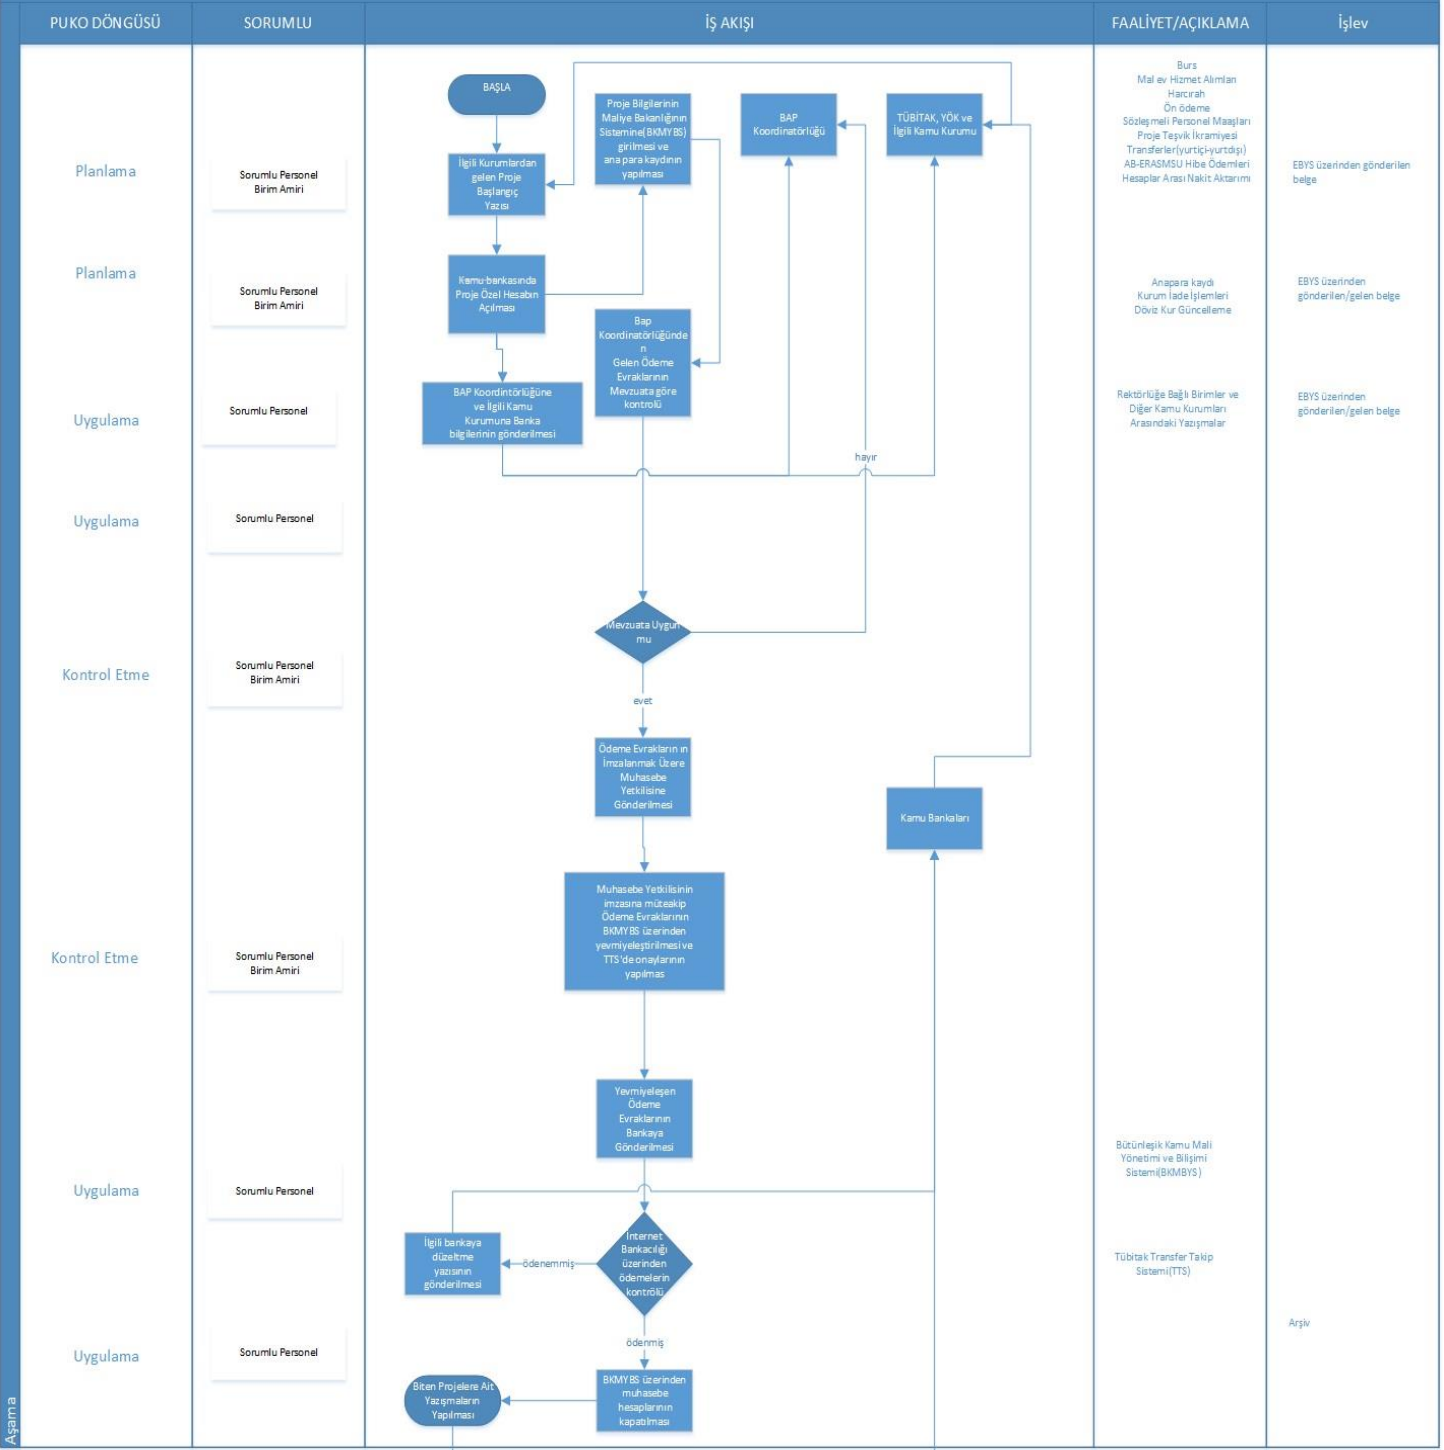 PUKO DÖNGÜSÜ
SORUMLU
İŞ AKIŞI
FAALİYET/AÇIKLAMA
İşlev
BAŞLA
Proje Bilgilerinin
Maliye Bakanlığının
Sistemine(BKMYBS)
girilmesi ve
ana para kaydının
yapılması
BAP
Koordinatörlüğü
TÜBİTAK, YÖK ve
İlgili Kamu Kurumu
Burs
Mal ev Hizmet Alımları
Harcırah
Ön ödeme
Sözleşmeli Personel Maaşları
Proje Teşvik İkramiyesi
Transferler(yurtiçi-yurtdışı)
AB-ERASMSU Hibe Ödemleri
Hesaplar Arası Nakit Aktarımı
Planlama
Sorumlu Personel
Birim Amiri
İlgili Kurumlardan
gelen Proje
Başlangıç
Yazısı
EBYS üzerinden gönderilen
belge
Planlama
Sorumlu Personel
Birim Amiri
Kamu bankasında
Proje Özel Hesabın
Açılması
Anapara kaydı
Kurum İade İşlemleri
Döviz Kur Güncelleme
EBYS üzerinden
gönderilen/gelen belge
Bap
Koordinatörlüğünde
n
Gelen Ödeme
Evraklarının
Mevzuata göre
kontrolü
Uygulama
Sorumlu Personel
BAP Koordintörlüğüne
ve İlgili Kamu
Kurumuna Banka
bilgilerinin gönderilmesi
Rektörlüğe Bağlı Birimler ve
Diğer Kamu Kurumları
Arasındaki Yazışmalar
EBYS üzerinden
gönderilen/gelen belge
hayır
Uygulama
Sorumlu Personel
Mevzuata Uygun
mu
Kontrol Etme
Sorumlu Personel
Birim Amiri
evet
Ödeme Evrakların ın
İmzalanmak Üzere
Muhasebe
Yetkilisine
Gönderilmesi
Kamu Bankaları
Muhasebe Yetkilisinin
imzasına müteakip
Ödeme Evraklarının
BKMYBS üzerinden
yevmiyeleştirilmesi ve
TTS'de onaylarının
yapılmas
Kontrol Etme
Sorumlu Personel
Birim Amiri
Yevmiyeleşen
Ödeme
Evraklarının
Bankaya
Gönderilmesi
Bütünleşik Kamu Mali
Yönetimi ve Bilişimi
Sistemi(BKMBYS)
Uygulama
Sorumlu Personel
İlgili bankaya
düzeltme
yazısının
gönderilmesi
ödenemmiş
İnternet
Bankacılığı
üzerinden
ödemelerin
kontrölü
Tübitak Transfer Takip
Sistemi(TTS)
Arşiv
ödenmiş
Uygulama
Sorumlu Personel
Biten Projelere Ait
Yazışmaların
Yapılması
BKMYBS üzerinden
muhasebe
hesaplarının
kapatılması
Aşama